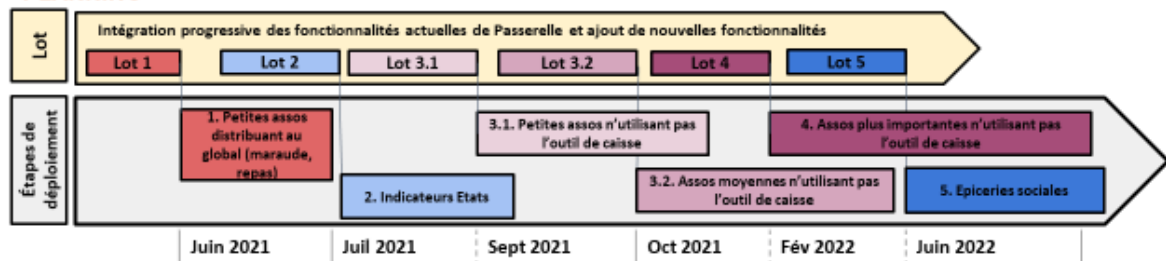 Lot
Intégration progressive des fonctionnalités actuelles de Passerelle et ajout de nouvelles fonctionnalités
Lot 1
Lot 2
Lot 3.1
Lot 3.2
Lot 4
Lot 5
Étapes de
déploiement
1. Petites assos
distribuant au
global (maraude,
repas)
2. Indicateurs Etats
3.1. Petites assos n'utilisant pas
l'outil de caisse
3.2. Assos moyennes n'utilisant pas
l'outil de caisse
4. Assos plus importantes n'utilisant pas
l'outil de caisse
5. Epiceries sociales
Juin 2021
Juil 2021
Sept 2021
Oct 2021
Fév 2022
Juin 2022